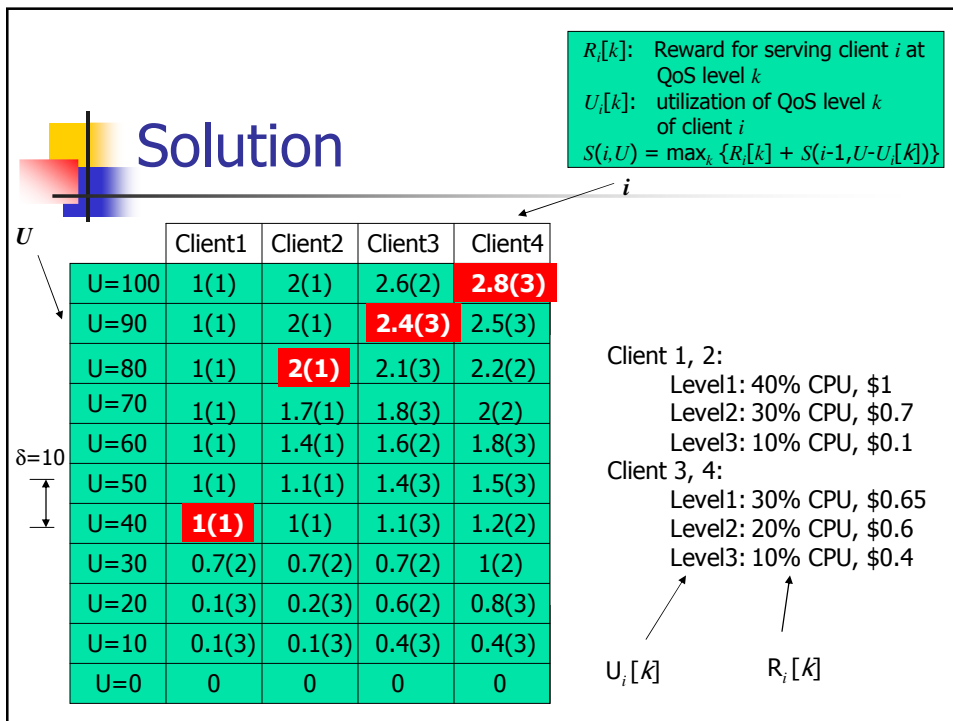 R_i[k]: Reward for serving client i at
QoS level k
U_i[k]: utilization of QoS level k
of client i
S(i,U) = max_k {R_i[k] + S(i-1,U-U_i[k])}
Solution
i
U
Client1 Client2 Client3 Client4
U=100 1(1) 2(1) 2.6(2) 2.8(3)
U=90 1(1) 2(1) 2.4(3) 2.5(3)
U=80 1(1) 2(1) 2.1(3) 2.2(2)
U=70 1(1) 1.7(1) 1.8(3) 2(2)
U=60 1(1) 1.4(1) 1.6(2) 1.8(3)
U=50 1(1) 1.1(1) 1.4(3) 1.5(3)
U=40 1(1) 1(1) 1.1(3) 1.2(2)
U=30 0.7(2) 0.7(2) 0.7(2) 1(2)
U=20 0.1(3) 0.2(3) 0.6(2) 0.8(3)
U=10 0.1(3) 0.1(3) 0.4(3) 0.4(3)
U=0 0 0 0 0
δ=10
Client 1, 2:
Level1: 40% CPU, $1
Level2: 30% CPU, $0.7
Level3: 10% CPU, $0.1
Client 3, 4:
Level1: 30% CPU, $0.65
Level2: 20% CPU, $0.6
Level3: 10% CPU, $0.4
U_i[k] R_i[k]